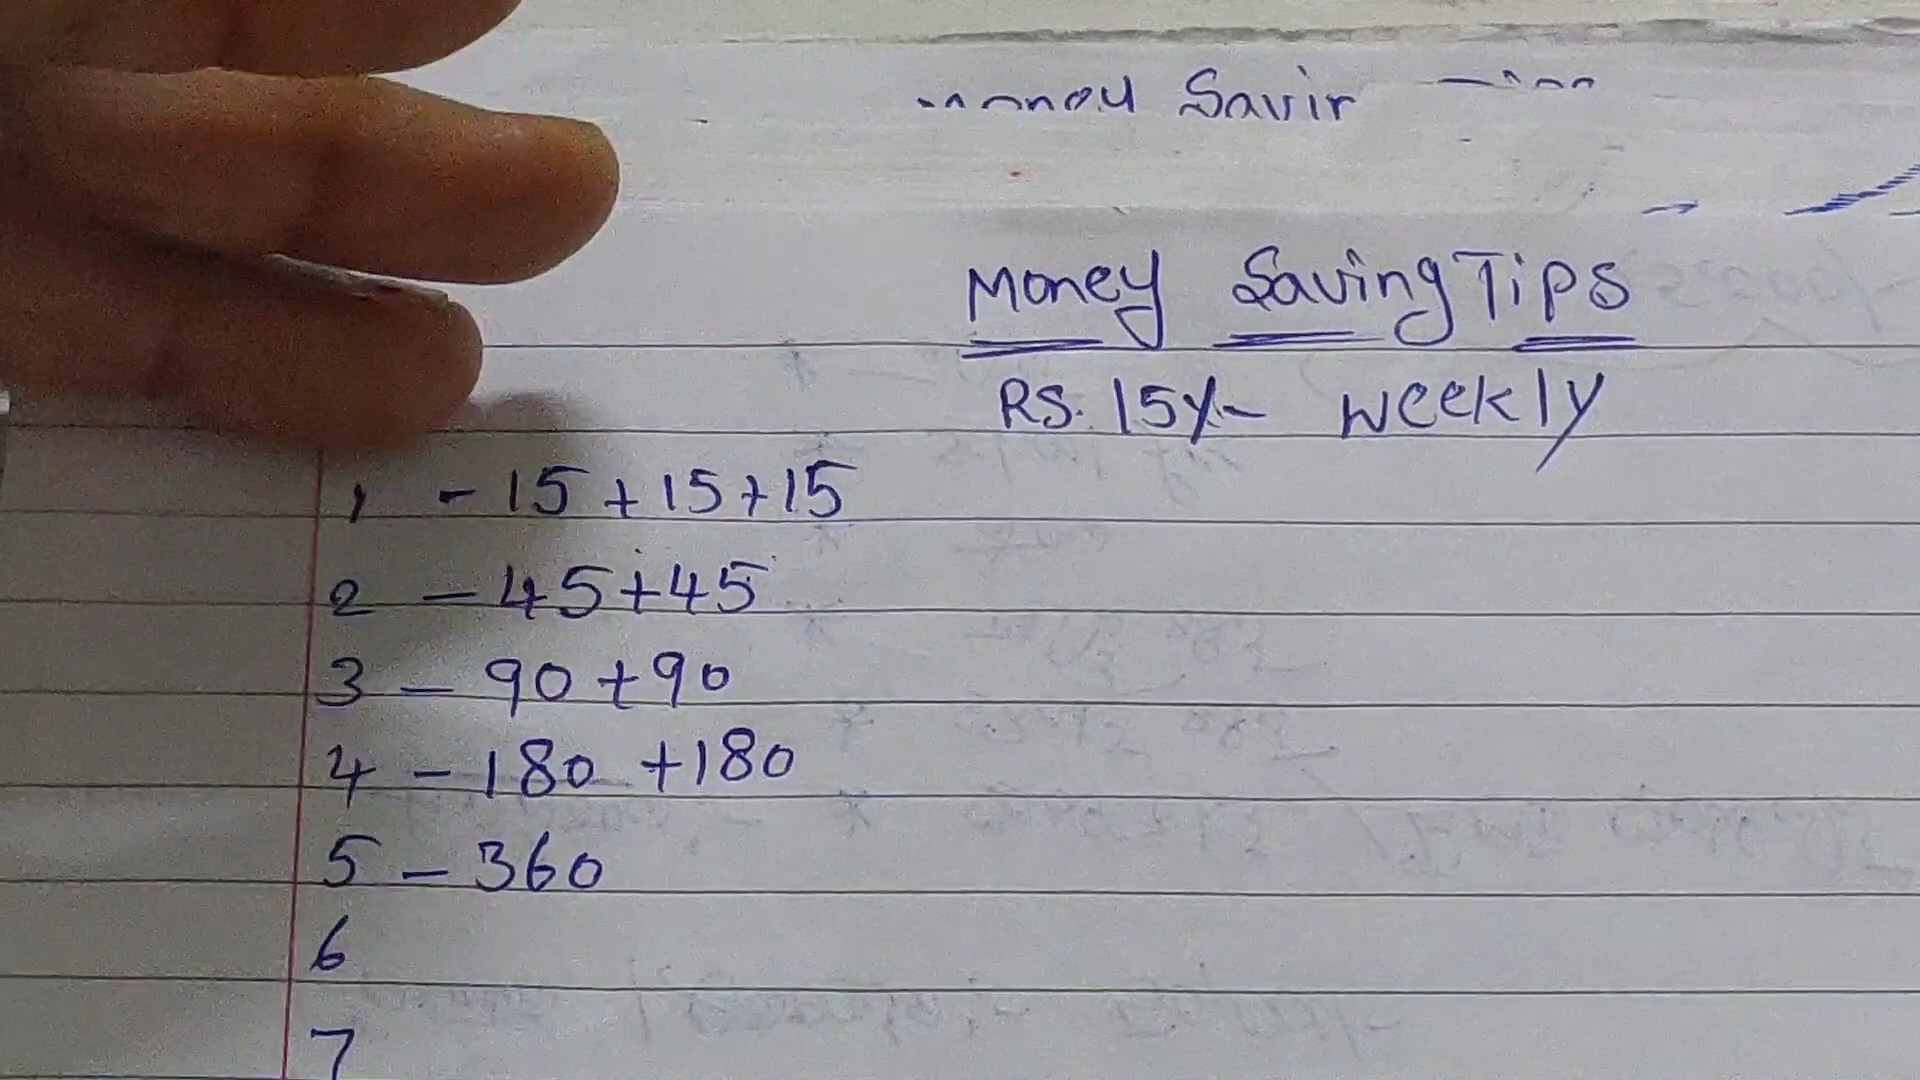 Money Saving Tips
RS. 15/- weekly
1 - 15 + 15 + 15
2 - 45 + 45
3 - 90 + 90
4 - 180 + 180
5 - 360
6
7